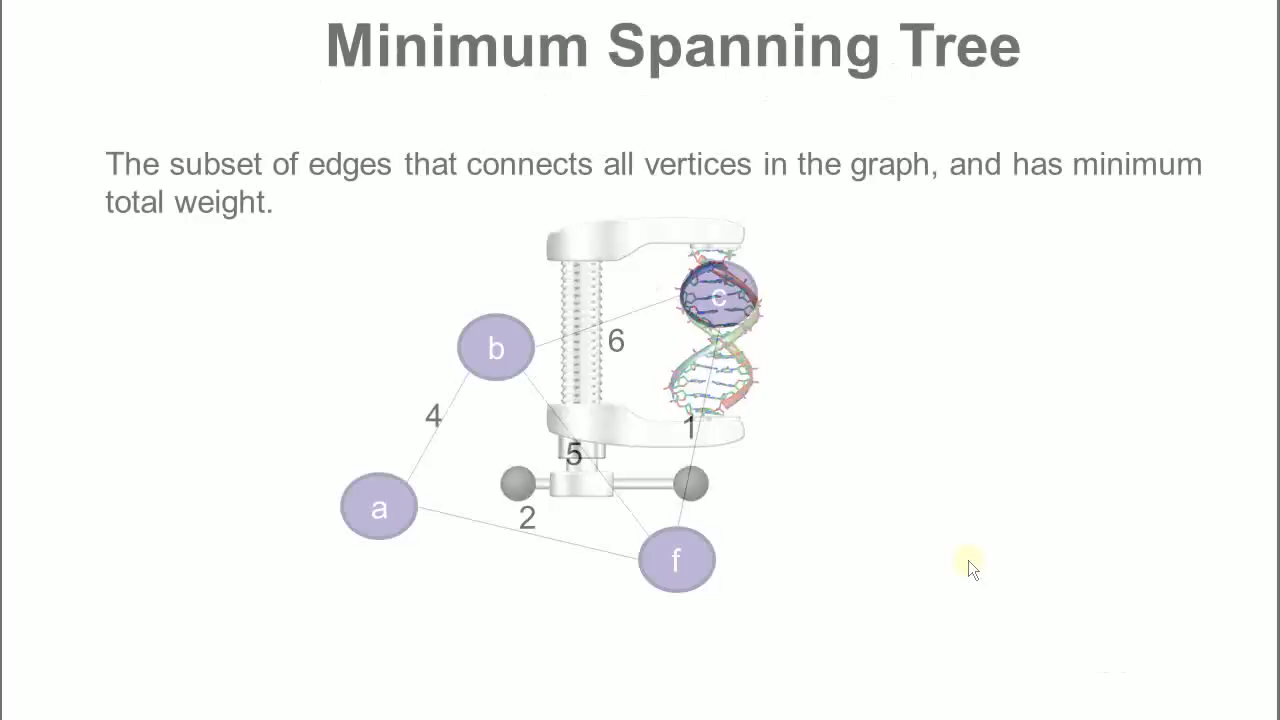 Minimum Spanning Tree
The subset of edges that connects all vertices in the graph, and has minimum
total weight.
c
6
b
4
1
5
a
2
f